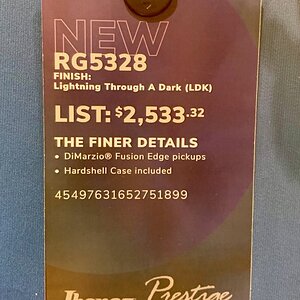 NEW
RG5328
FINISH:
Lightning Through A Dark (LDK)
LIST: $2,533.32
THE FINER DETAILS
• DiMarzio® Fusion Edge pickups
• Hardshell Case included
45497631652751899
Ibanez Prestige